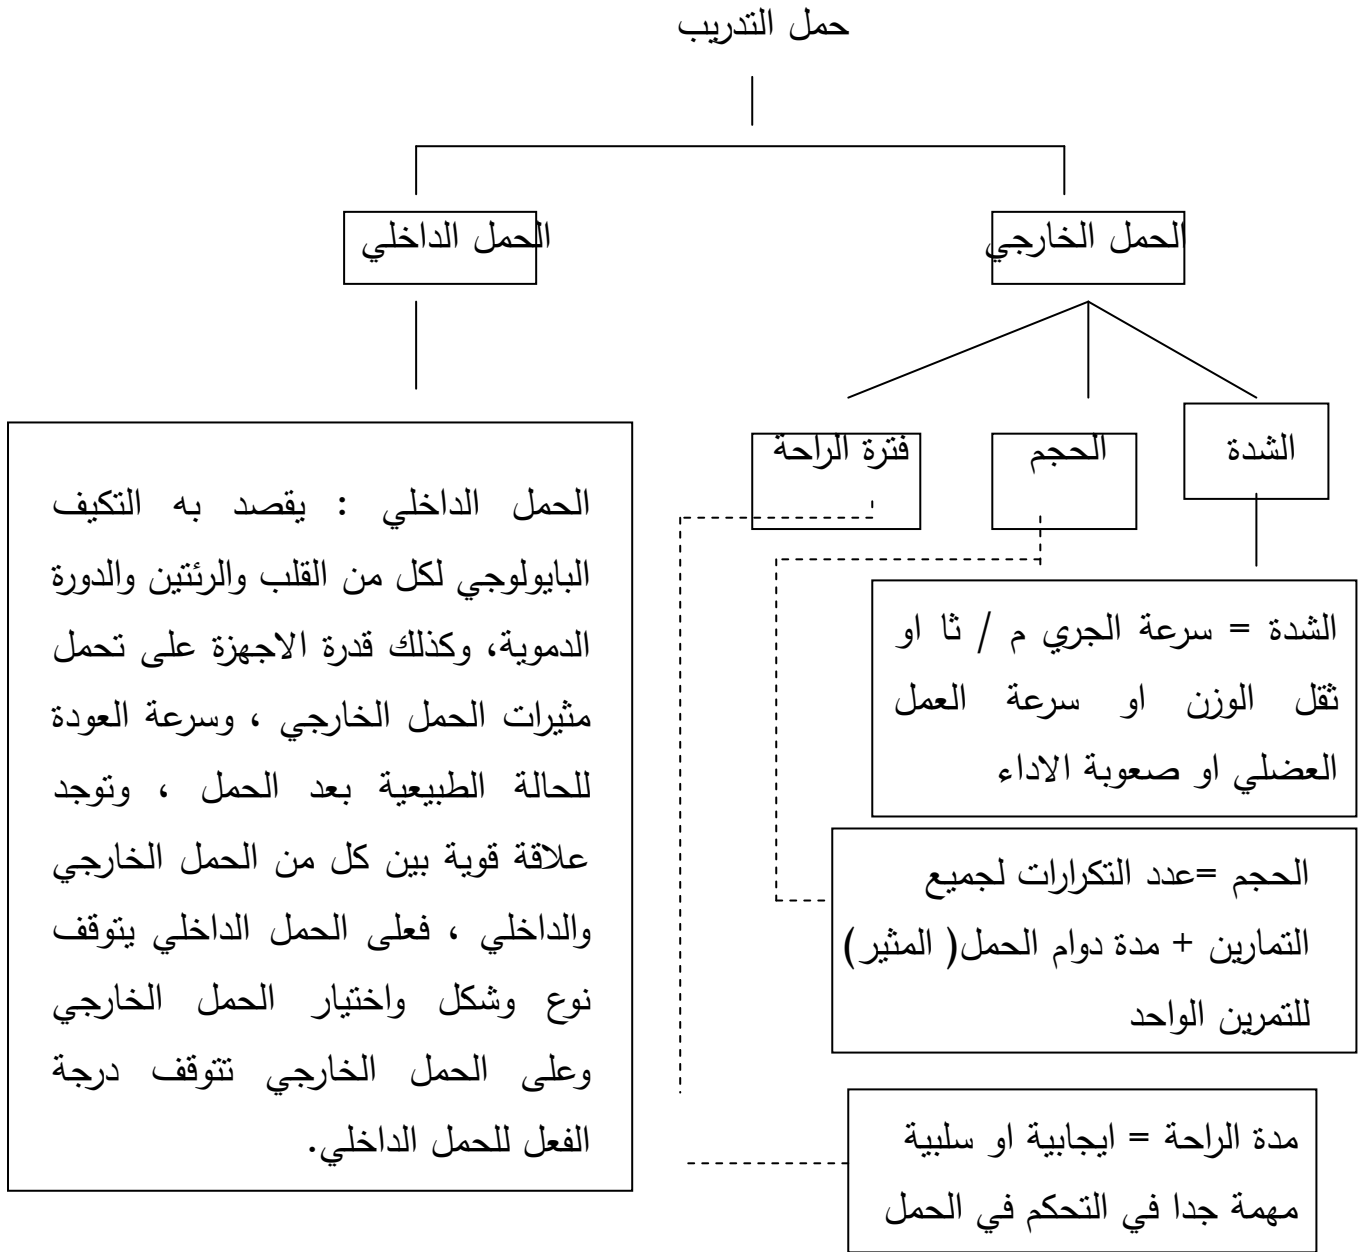 حمل التدريب
الحمل الخارجي
الحمل الداخلي
الشدة
الحجم
فترة الراحة
الشدة = سرعة الجري م / ثا او
ثقل الوزن او سرعة العمل
العضلي او صعوبة الاداء
الحجم =عدد التكرارات لجميع
التمارين + مدة دوام الحمل( المثير )
للتمرين الواحد
مدة الراحة = ايجابية او سلبية
مهمة جدا في التحكم في الحمل
الحمل الداخلي : يقصد به التكيف
البايولوجي لكل من القلب والرئتين والدورة
الدموية، وكذلك قدرة الاجهزة على تحمل
مثيرات الحمل الخارجي ، وسرعة العودة
للحالة الطبيعية بعد الحمل ، وتوجد
علاقة قوية بين كل من الحمل الخارجي
والداخلي ، فعلى الحمل الداخلي يتوقف
نوع وشكل واختيار الحمل الخارجي
وعلى الحمل الخارجي تتوقف درجة
الفعل للحمل الداخلي.